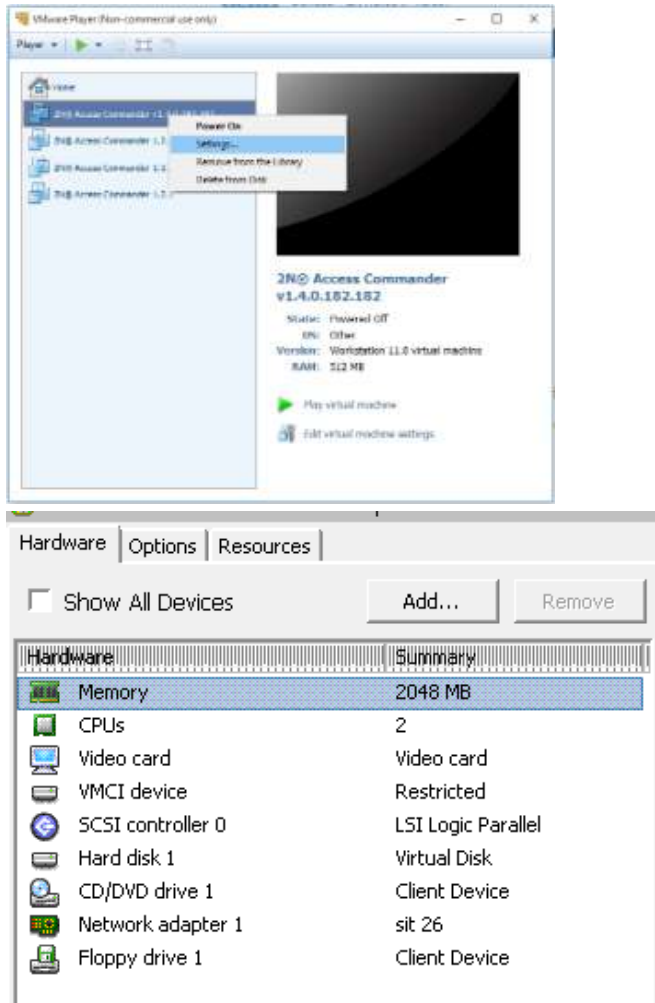 VMware Player (Non-commercial use only)
Player
Home
2N® Access Commander v1.4.0.182.182
Power On
2N® Access Commander 1.3
Settings...
2N® Access Commander
Remove from the Library
2N® Access Commander
Delete from Disk
2N® Access Commander
v1.4.0.182.182
State: Powered Off
OS: Other
Version: Workstation 11.0 virtual machine
RAM: 512 MB
Play virtual machine
Edit virtual machine settings
Hardware Options Resources
Show All Devices Add... Remove
Hardware Summary
Memory 2048 MB
CPUs 2
Video card Video card
VMCI device Restricted
SCSI controller 0 LSI Logic Parallel
Hard disk 1 Virtual Disk
CD/DVD drive 1 Client Device
Network adapter 1 sit 26
Floppy drive 1 Client Device